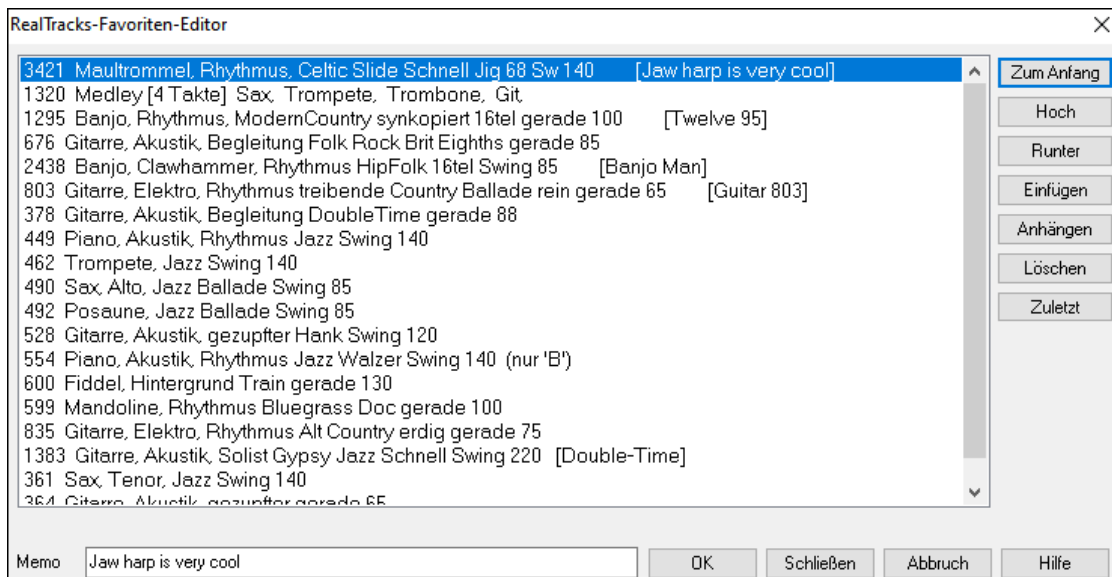 RealTracks-Favoriten-Editor
3421 Maultrommel, Rhythmus, Celtic Slide Schnell Jig 68 Sw 140 [Jaw harp is very cool]
1320 Medley [4 Takte] Sax, Trompete, Trombone, Git,
1295 Banjo, Rhythmus, ModernCountry synkopiert 16tel gerade 100 [Twelve 95]
676 Gitarre, Akustik, Begleitung Folk Rock Brit Eighths gerade 85
2438 Banjo, Clawhammer, Rhythmus HipFolk 16tel Swing 85 [Banjo Man]
803 Gitarre, Elektro, Rhythmus treibende Country Ballade rein gerade 65 [Guitar 803]
378 Gitarre, Akustik, Begleitung DoubleTime gerade 88
449 Piano, Akustik, Rhythmus Jazz Swing 140
462 Trompete, Jazz Swing 140
490 Sax, Alto, Jazz Ballade Swing 85
492 Posaune, Jazz Ballade Swing 85
528 Gitarre, Akustik, gezupfter Hank Swing 120
554 Piano, Akustik, Rhythmus Jazz Walzer Swing 140 (nur 'B')
600 Fiddel, Hintergrund Train gerade 130
599 Mandoline, Rhythmus Bluegrass Doc gerade 100
835 Gitarre, Elektro, Rhythmus Alt Country erdig gerade 75
1383 Gitarre, Akustik, Solist Gypsy Jazz Schnell Swing 220 [Double-Time]
361 Sax, Tenor, Jazz Swing 140
364 Gitarre, Akustik, gezupfter gerade 65
Zum Anfang
Hoch
Runter
Einfügen
Anhängen
Löschen
Zuletzt
Memo Jaw harp is very cool OK Schließen Abbruch Hilfe